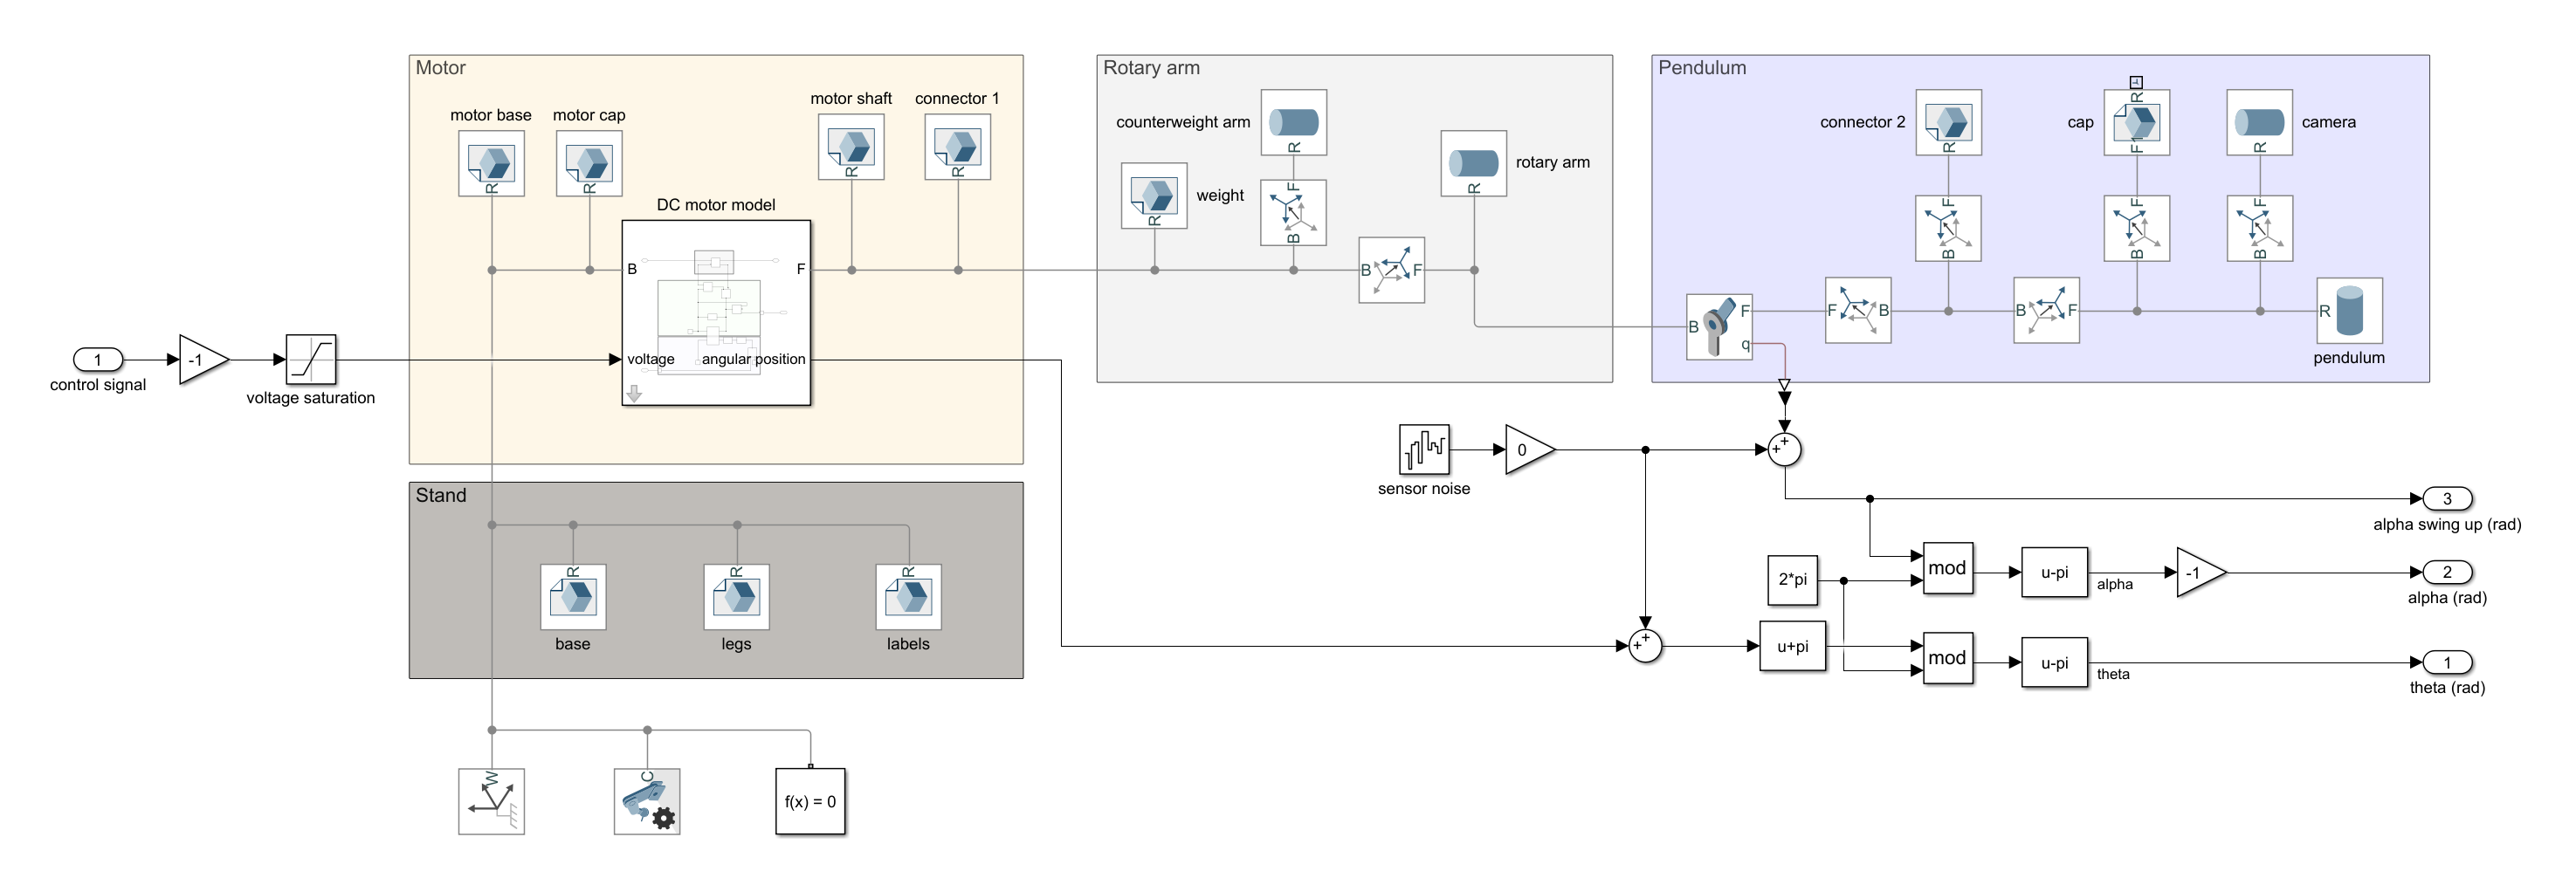 Motor
motor base
motor cap
motor shaft
connector 1
R
R
R
R
DC motor model
B
F
voltage
angular position
1
control signal
-1
voltage saturation
Rotary arm
counterweight arm
R
weight
R
F
B
rotary arm
R
B
F
Pendulum
connector 2
R
cap
R
F1
camera
R
F
B
F
B
F
B
B
F
q
F
B
B
F
R
pendulum
Stand
R
R
R
base
legs
labels
W
C
f(x) = 0
sensor noise
0
+
+
+
+
3
alpha swing up (rad)
2*pi
mod
u-pi
alpha
-1
2
alpha (rad)
u+pi
mod
u-pi
theta
1
theta (rad)